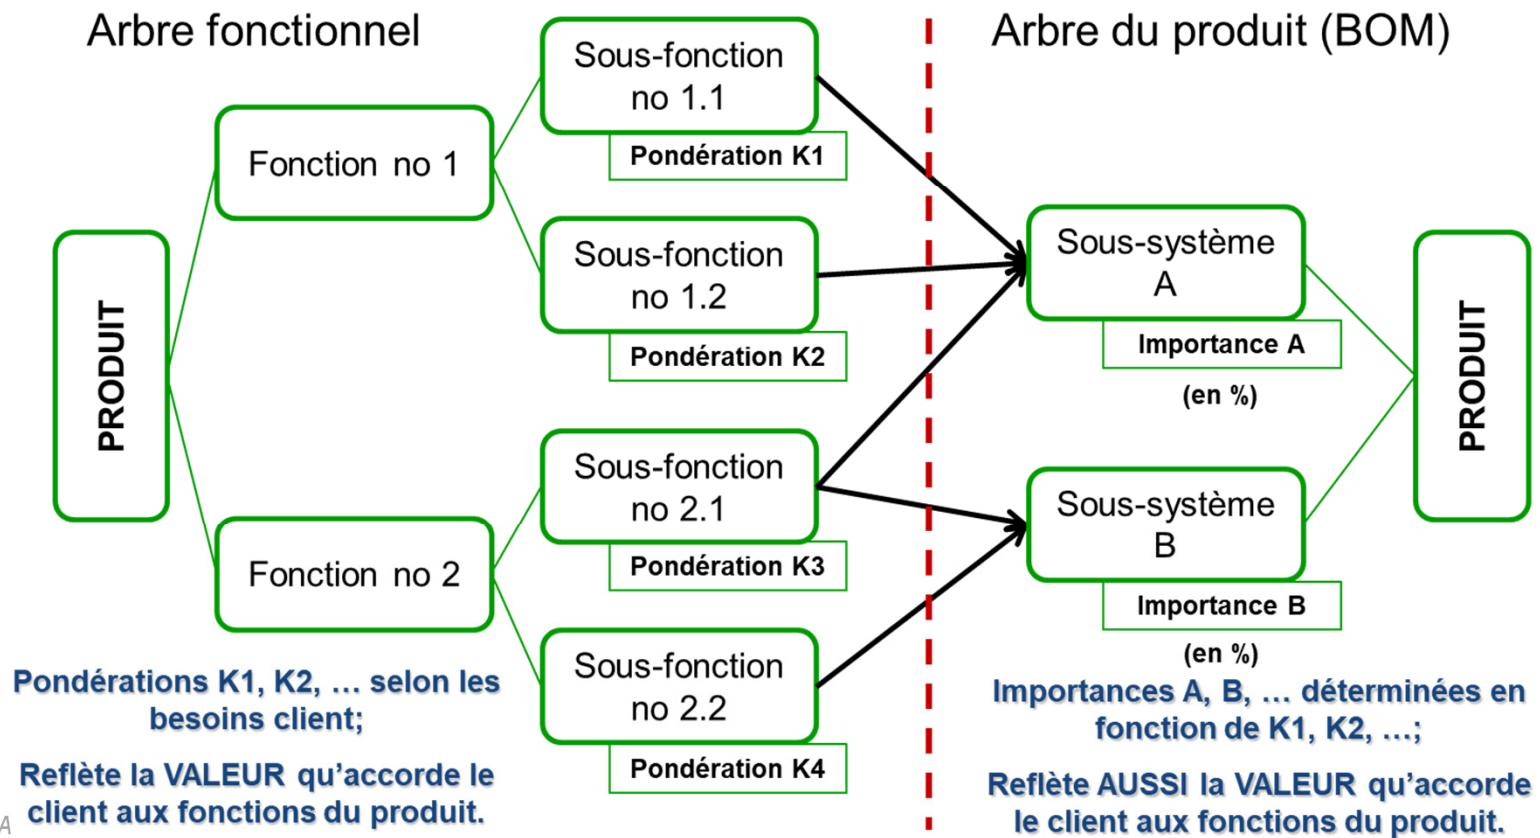 Arbre fonctionnel
PRODUIT
Fonction no 1
Fonction no 2
Sous-fonction
no 1.1
Pondération K1
Sous-fonction
no 1.2
Pondération K2
Sous-fonction
no 2.1
Pondération K3
Sous-fonction
no 2.2
Pondération K4
Pondérations K1, K2, … selon les
besoins client;
Reflète la VALEUR qu’accorde le
client aux fonctions du produit.
A
Arbre du produit (BOM)
Sous-système
A
Importance A
(en %)
Sous-système
B
Importance B
(en %)
PRODUIT
Importances A, B, … déterminées en
fonction de K1, K2, …;
Reflète AUSSI la VALEUR qu’accorde
le client aux fonctions du produit.